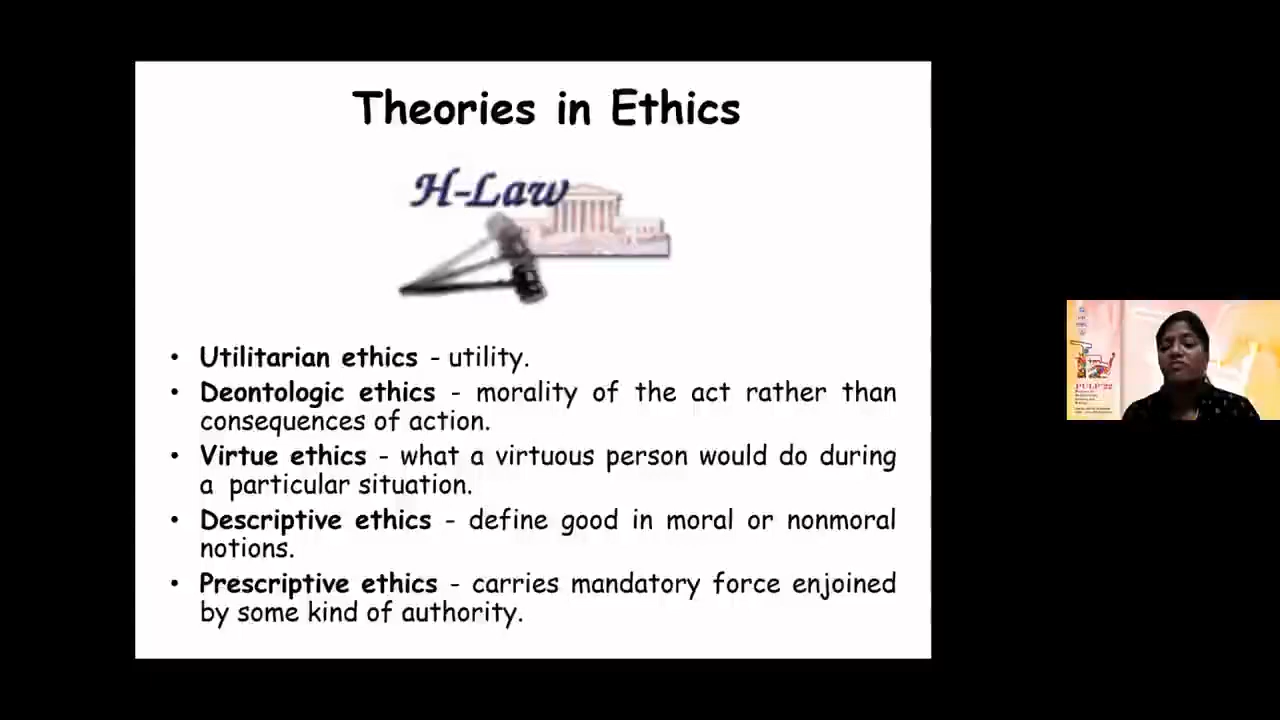 Theories in Ethics
H-Law
• Utilitarian ethics - utility.
• Deontologic ethics - morality of the act rather than
consequences of action.
• Virtue ethics - what a virtuous person would do during
a particular situation.
• Descriptive ethics - define good in moral or nonmoral
notions.
• Prescriptive ethics - carries mandatory force enjoined
by some kind of authority.
PULP'22